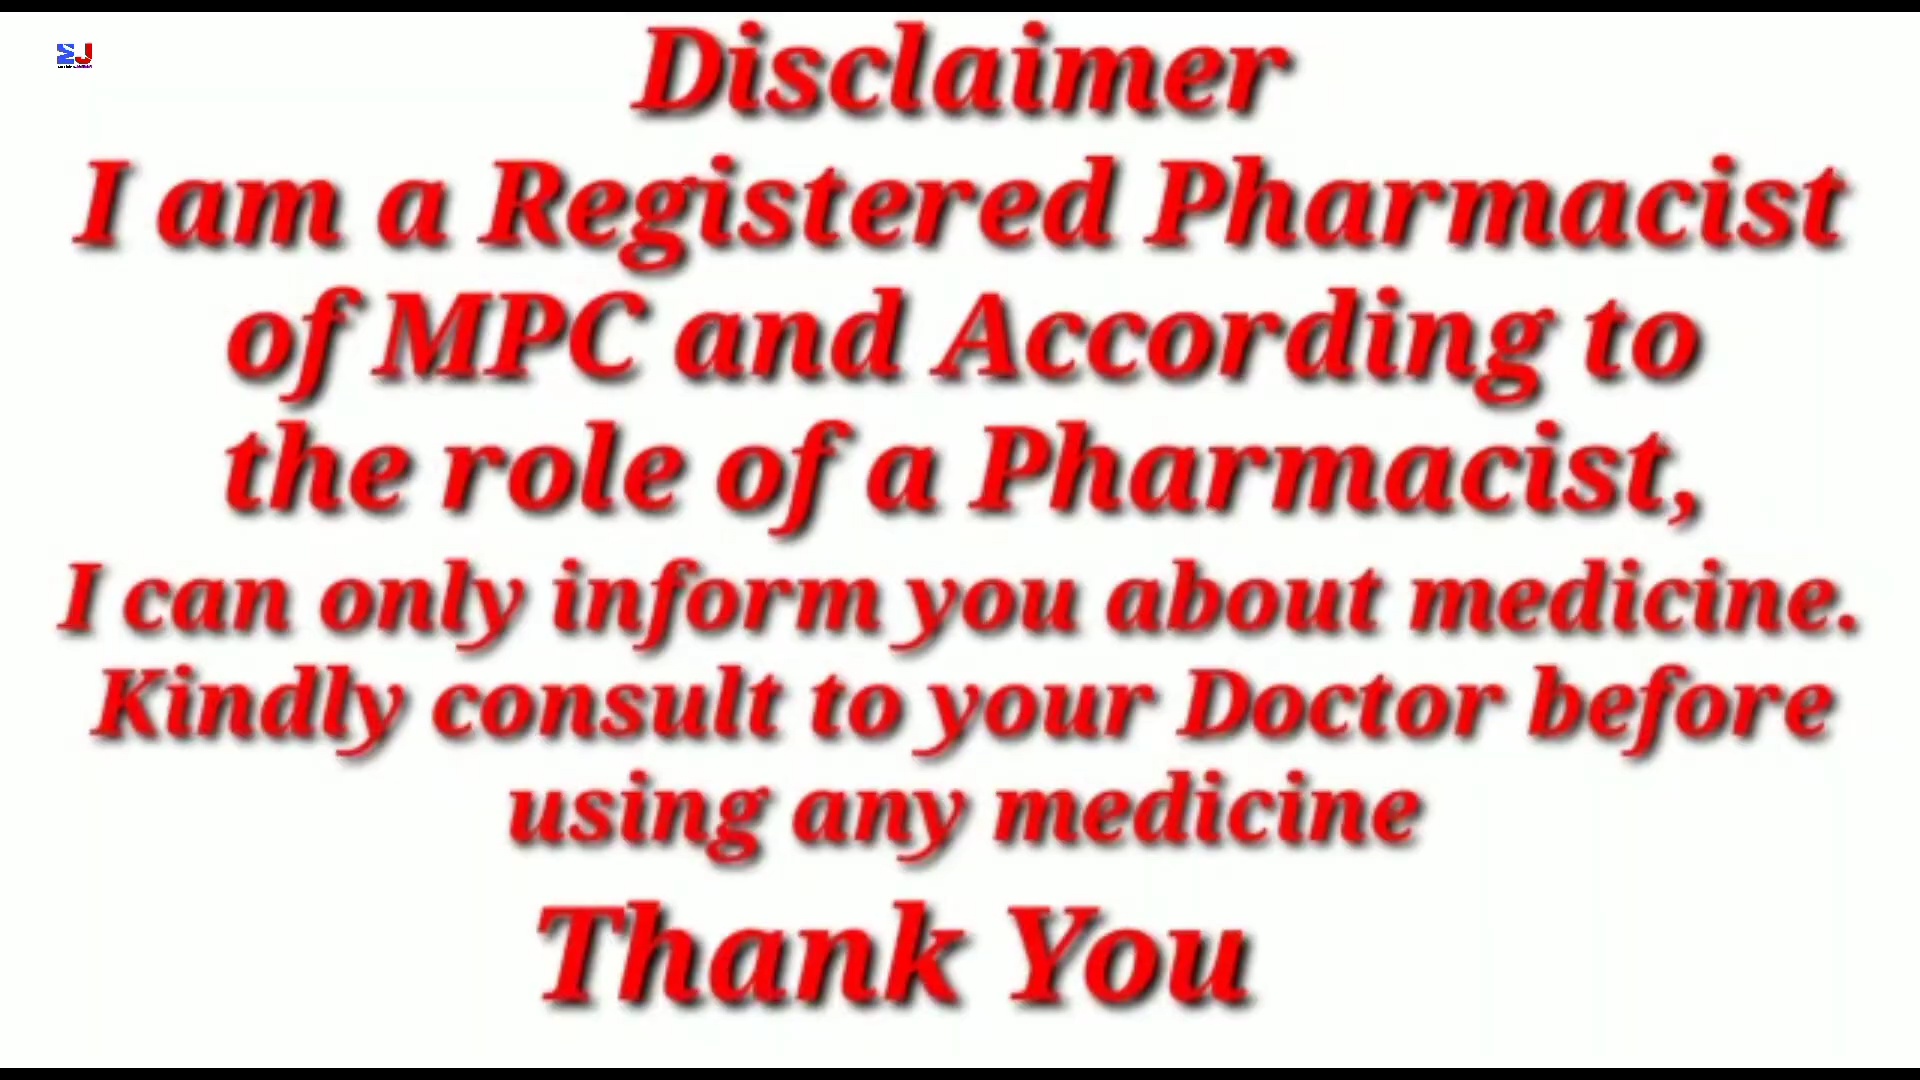 Disclaimer
I am a Registered Pharmacist
of MPC and According to
the role of a Pharmacist,
I can only inform you about medicine.
Kindly consult to your Doctor before
using any medicine
Thank You